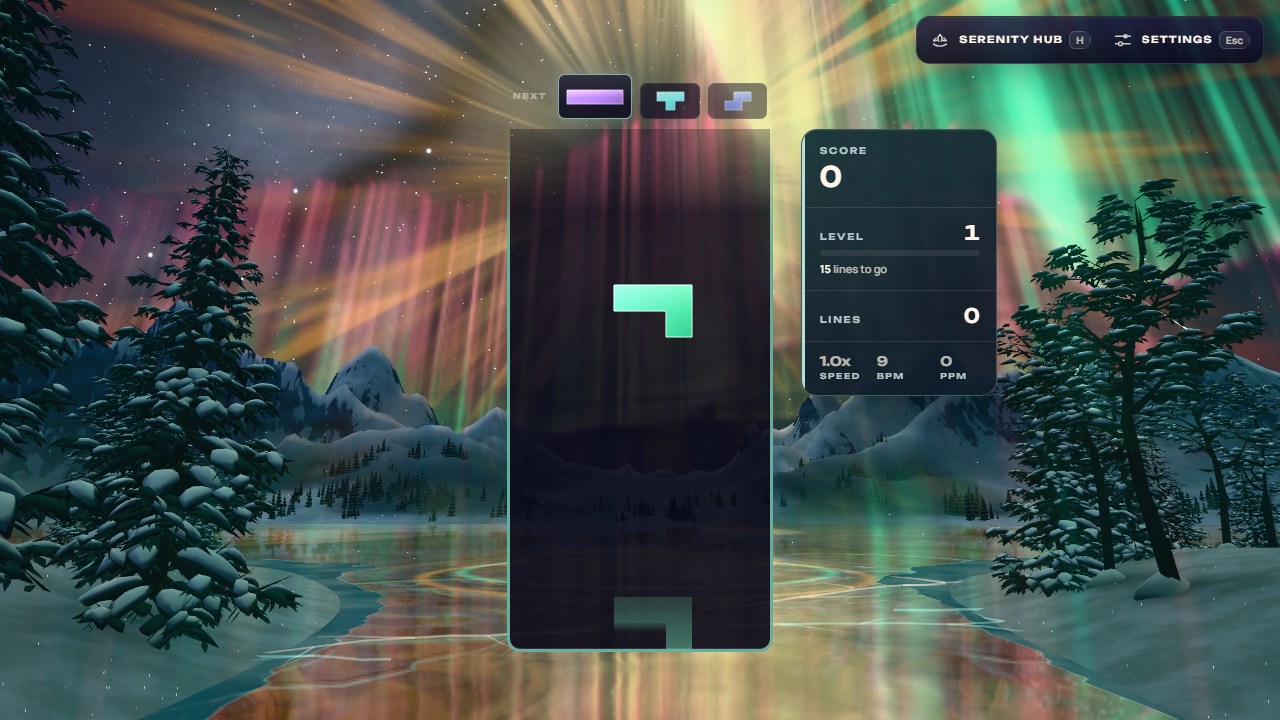 SERENITY HUB H SETTINGS Esc
NEXT
SCORE
0
LEVEL 1
15 lines to go
LINES 0
1.0x 9 0
SPEED BPM PPM